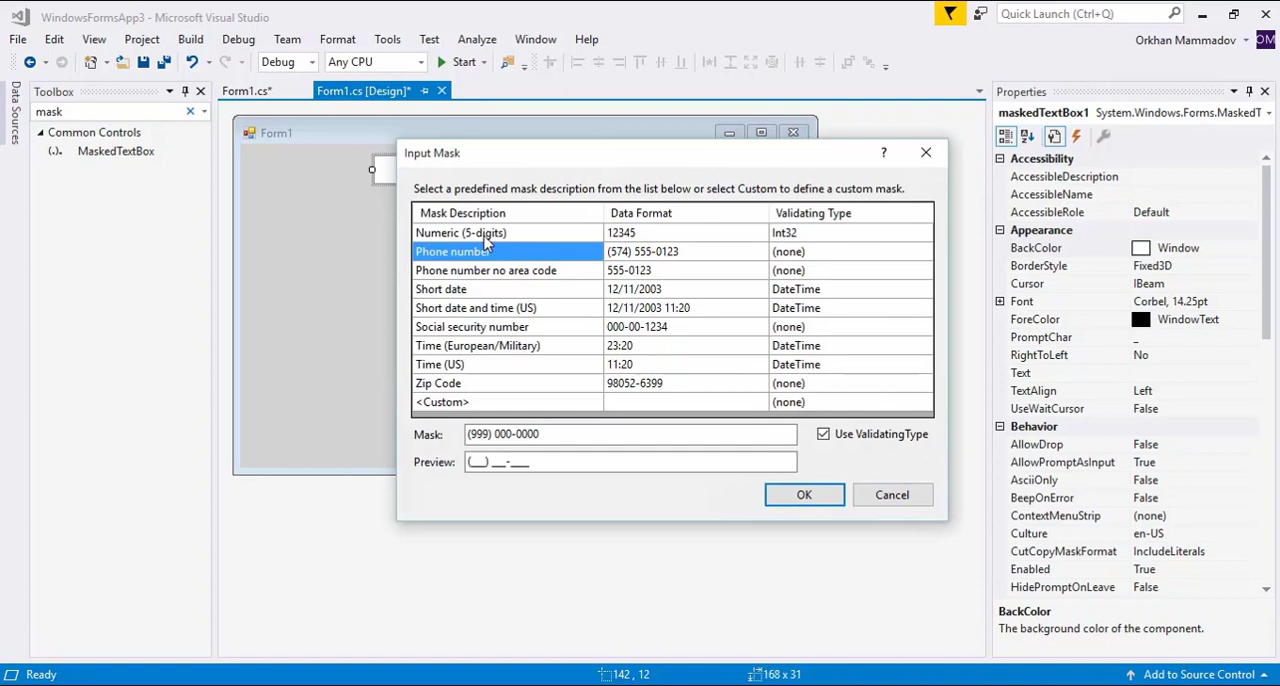 WindowsFormsApp3 - Microsoft Visual Studio
Quick Launch (Ctrl+Q)
File Edit View Project Build Debug Team Format Tools Test Analyze Window Help
Orkhan Mammadov OM
Debug Any CPU Start
Data Sources
Toolbox
Form1.cs*
Form1.cs [Design]*
mask
Common Controls
MaskedTextBox
Form1
Input Mask
?
Select a predefined mask description from the list below or select Custom to define a custom mask.
Mask Description Data Format Validating Type
Numeric (5-digits) 12345 Int32
Phone number (574) 555-0123 (none)
Phone number no area code 555-0123 (none)
Short date 12/11/2003 DateTime
Short date and time (US) 12/11/2003 11:20 DateTime
Social security number 000-00-1234 (none)
Time (European/Military) 23:20 DateTime
Time (US) 11:20 DateTime
Zip Code 98052-6399 (none)
<Custom> (none)
Mask: (999) 000-0000
Use ValidatingType
Preview: (___) ___-____
OK Cancel
Properties
maskedTextBox1 System.Windows.Forms.MaskedT
Accessibility
AccessibleDescription
AccessibleName
AccessibleRole Default
Appearance
BackColor Window
BorderStyle Fixed3D
Cursor IBeam
Font Corbel, 14.25pt
ForeColor WindowText
PromptChar _
RightToLeft No
Text
TextAlign Left
UseWaitCursor False
Behavior
AllowDrop False
AllowPromptAsInput True
AsciiOnly False
BeepOnError False
ContextMenuStrip (none)
Culture en-US
CutCopyMaskFormat IncludeLiterals
Enabled True
HidePromptOnLeave False
BackColor
The background color of the component.
Ready
142 , 12
168 x 31
Add to Source Control